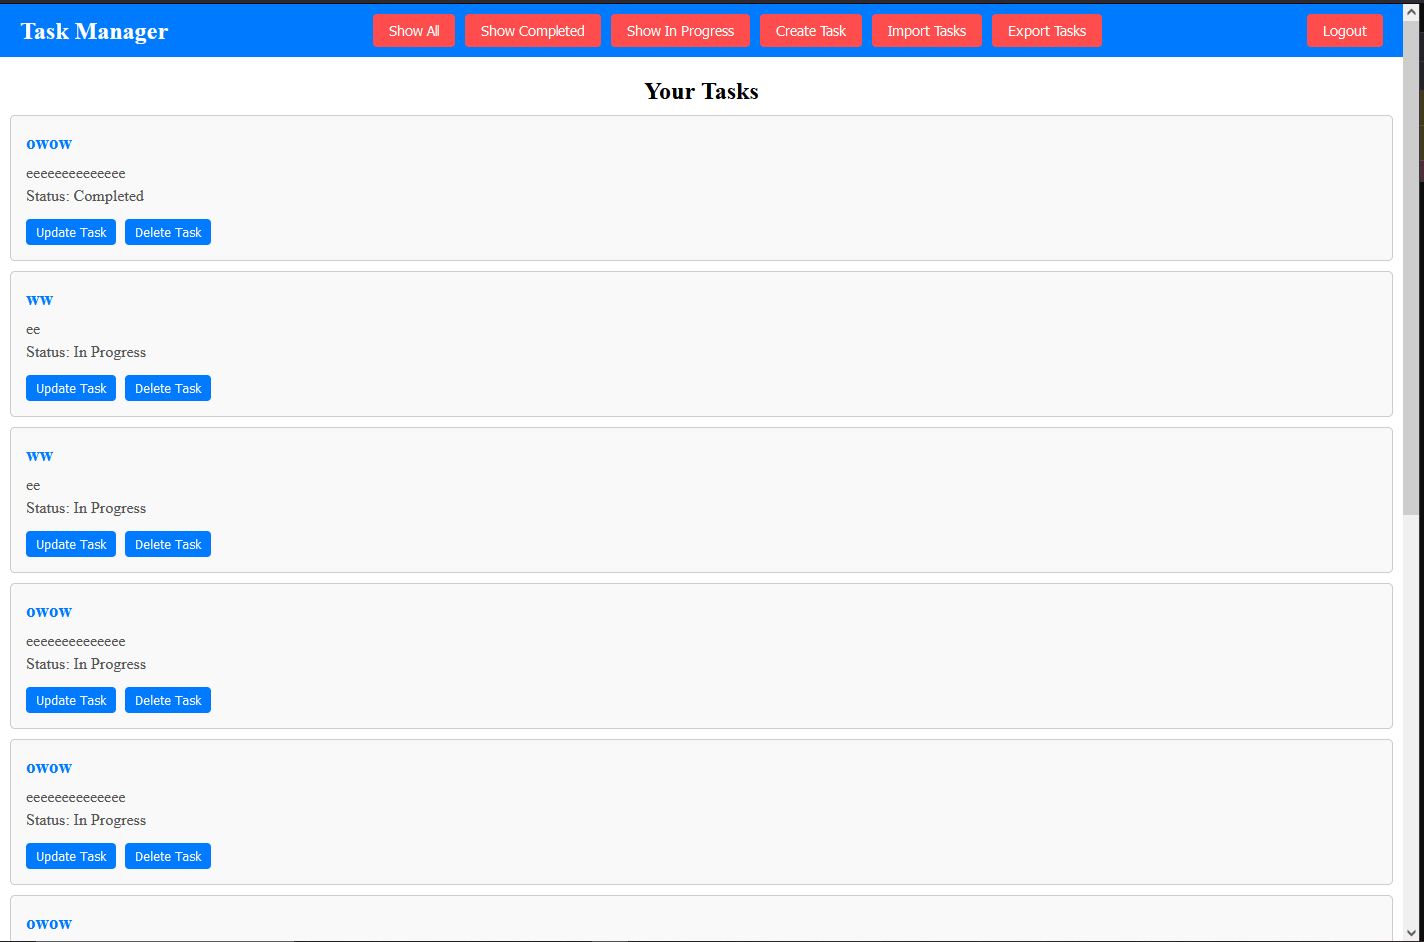 Task Manager
Show All
Show Completed
Show In Progress
Create Task
Import Tasks
Export Tasks
Logout
Your Tasks
owow
eeeeeeeeeeeeee
Status: Completed
Update Task
Delete Task
ww
ee
Status: In Progress
Update Task
Delete Task
ww
ee
Status: In Progress
Update Task
Delete Task
owow
eeeeeeeeeeeeee
Status: In Progress
Update Task
Delete Task
owow
eeeeeeeeeeeeee
Status: In Progress
Update Task
Delete Task
owow